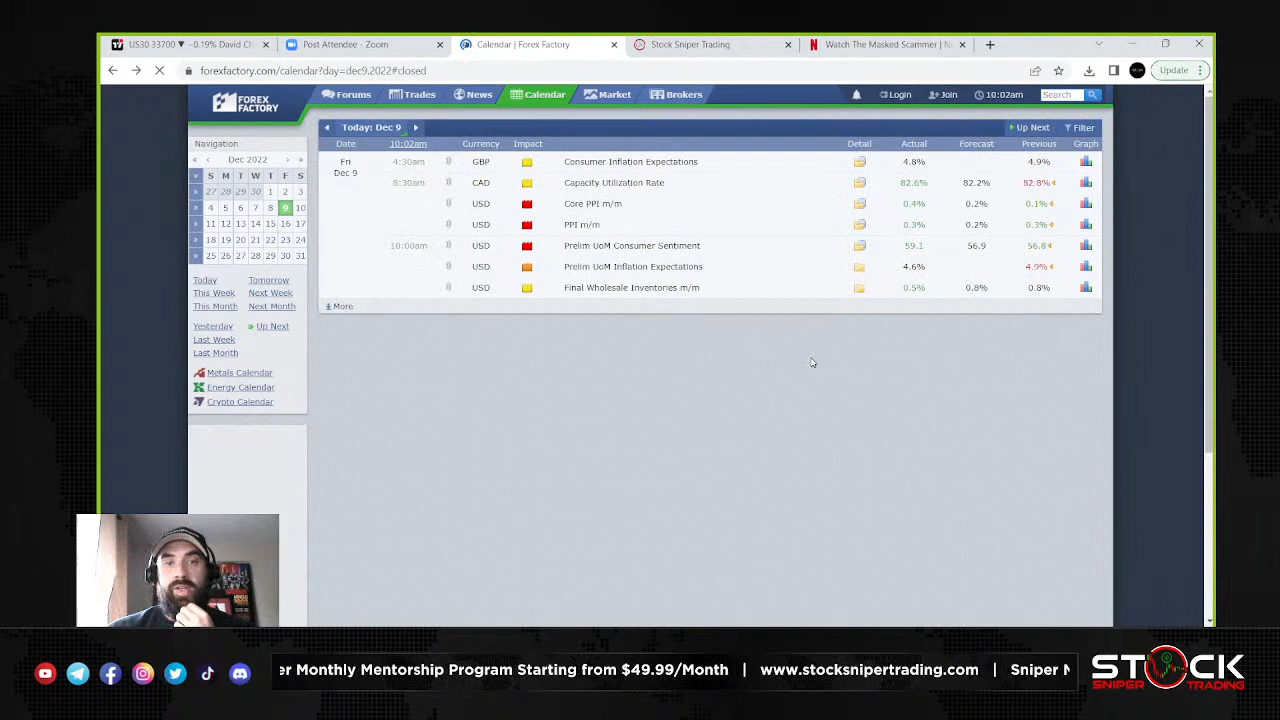 US30 33700 ▼ −0.19% David Ch
Post Attendee - Zoom
Calendar | Forex Factory
Stock Sniper Trading
Watch The Masked Scammer | Ne
forexfactory.com/calendar?day=dec9.2022#closed
Update
FOREX FACTORY
Forums
Trades
News
Calendar
Market
Brokers
Login
Join
10:02am
Search
Navigation
« ‹ Dec 2022 › »
S M T W T F S
27 28 29 30 1 2 3
4 5 6 7 8 9 10
11 12 13 14 15 16 17
18 19 20 21 22 23 24
25 26 27 28 29 30 31
Today Tomorrow
This Week Next Week
This Month Next Month
Yesterday Up Next
Last Week
Last Month
Metals Calendar
Energy Calendar
Crypto Calendar
Today: Dec 9
Up Next Filter
Date 10:02am Currency Impact Detail Actual Forecast Previous Graph
Fri 4:30am GBP Consumer Inflation Expectations 4.8% 4.9%
Dec 9
8:30am CAD Capacity Utilization Rate 82.6% 82.2% 82.8%
USD Core PPI m/m 0.4% 0.2% 0.1%
USD PPI m/m 0.3% 0.2% 0.3%
10:00am USD Prelim UoM Consumer Sentiment 59.1 56.9 56.8
USD Prelim UoM Inflation Expectations 4.6% 4.9%
USD Final Wholesale Inventories m/m 0.5% 0.8% 0.8%
More
er Monthly Mentorship Program Starting from $49.99/Month | www.stocksnipertrading.com | Sniper M
STOCK
SNIPER TRADING